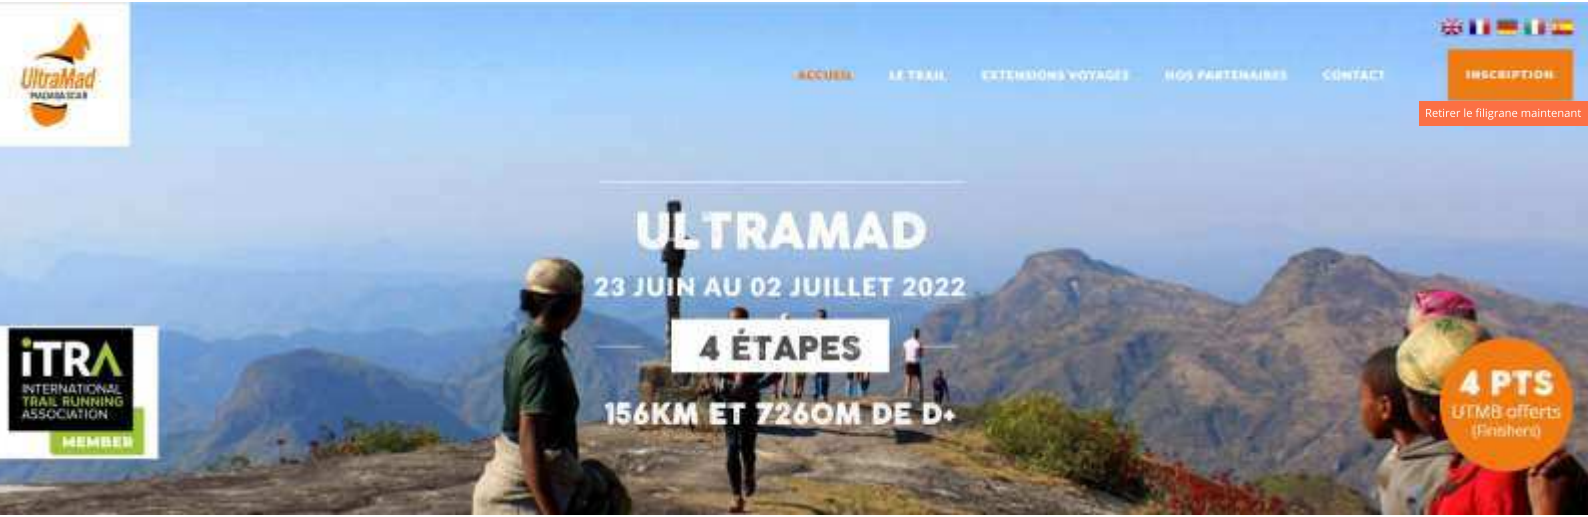 UltraMad
MADAGASCAR
ACCUEIL LE TRAIL EXTENSIONS VOYAGES NOS PARTENAIRES CONTACT
INSCRIPTION
Retirer le filigrane maintenant
ULTRAMAD
23 JUIN AU 02 JUILLET 2022
4 ÉTAPES
156KM ET 7260M DE D+
iTRA
INTERNATIONAL
TRAIL RUNNING
ASSOCIATION
MEMBER
4 PTS
UTMB offerts
(Finishers)